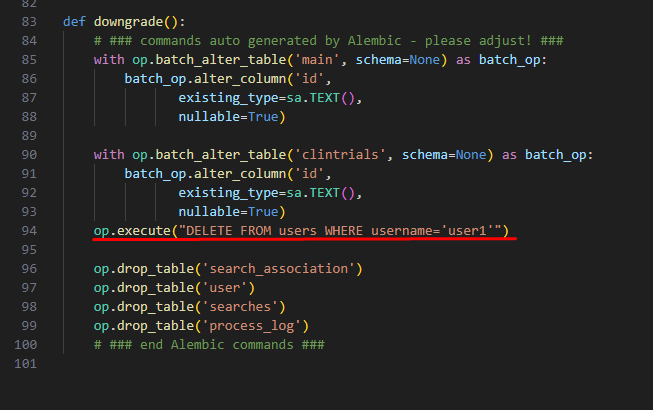 82
83 def downgrade():
84     # ### commands auto generated by Alembic - please adjust! ###
85     with op.batch_alter_table('main', schema=None) as batch_op:
86         batch_op.alter_column('id',
87                existing_type=sa.TEXT(),
88                nullable=True)
89
90     with op.batch_alter_table('clintrials', schema=None) as batch_op:
91         batch_op.alter_column('id',
92                existing_type=sa.TEXT(),
93                nullable=True)
94     op.execute("DELETE FROM users WHERE username='user1'")
95
96     op.drop_table('search_association')
97     op.drop_table('user')
98     op.drop_table('searches')
99     op.drop_table('process_log')
100     # ### end Alembic commands ###
101